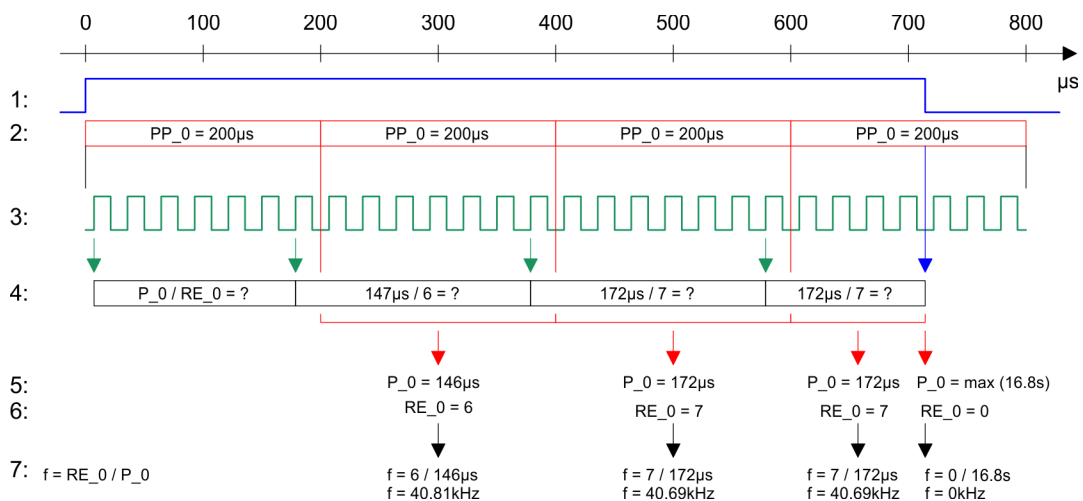 0 100 200 300 400 500 600 700 800
µs
1:
2: PP_0 = 200µs PP_0 = 200µs PP_0 = 200µs PP_0 = 200µs
3:
4: P_0 / RE_0 = ? 147µs / 6 = ? 172µs / 7 = ? 172µs / 7 = ?
5: P_0 = 146µs P_0 = 172µs P_0 = 172µs P_0 = max (16.8s)
6: RE_0 = 6 RE_0 = 7 RE_0 = 7 RE_0 = 0
7: f = RE_0 / P_0 f = 6 / 146µs f = 7 / 172µs f = 7 / 172µs f = 0 / 16.8s
f = 40.81kHz f = 40.69kHz f = 40.69kHz f = 0kHz